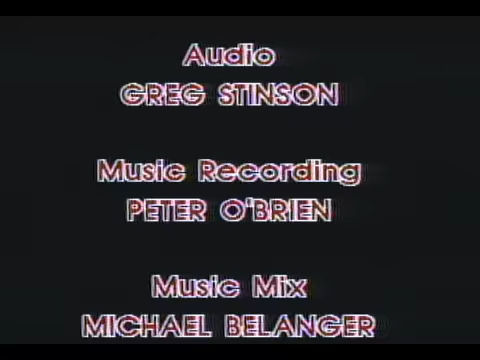 Audio
GREG STINSON
Music Recording
PETER O'BRIEN
Music Mix
MICHAEL BELANGER